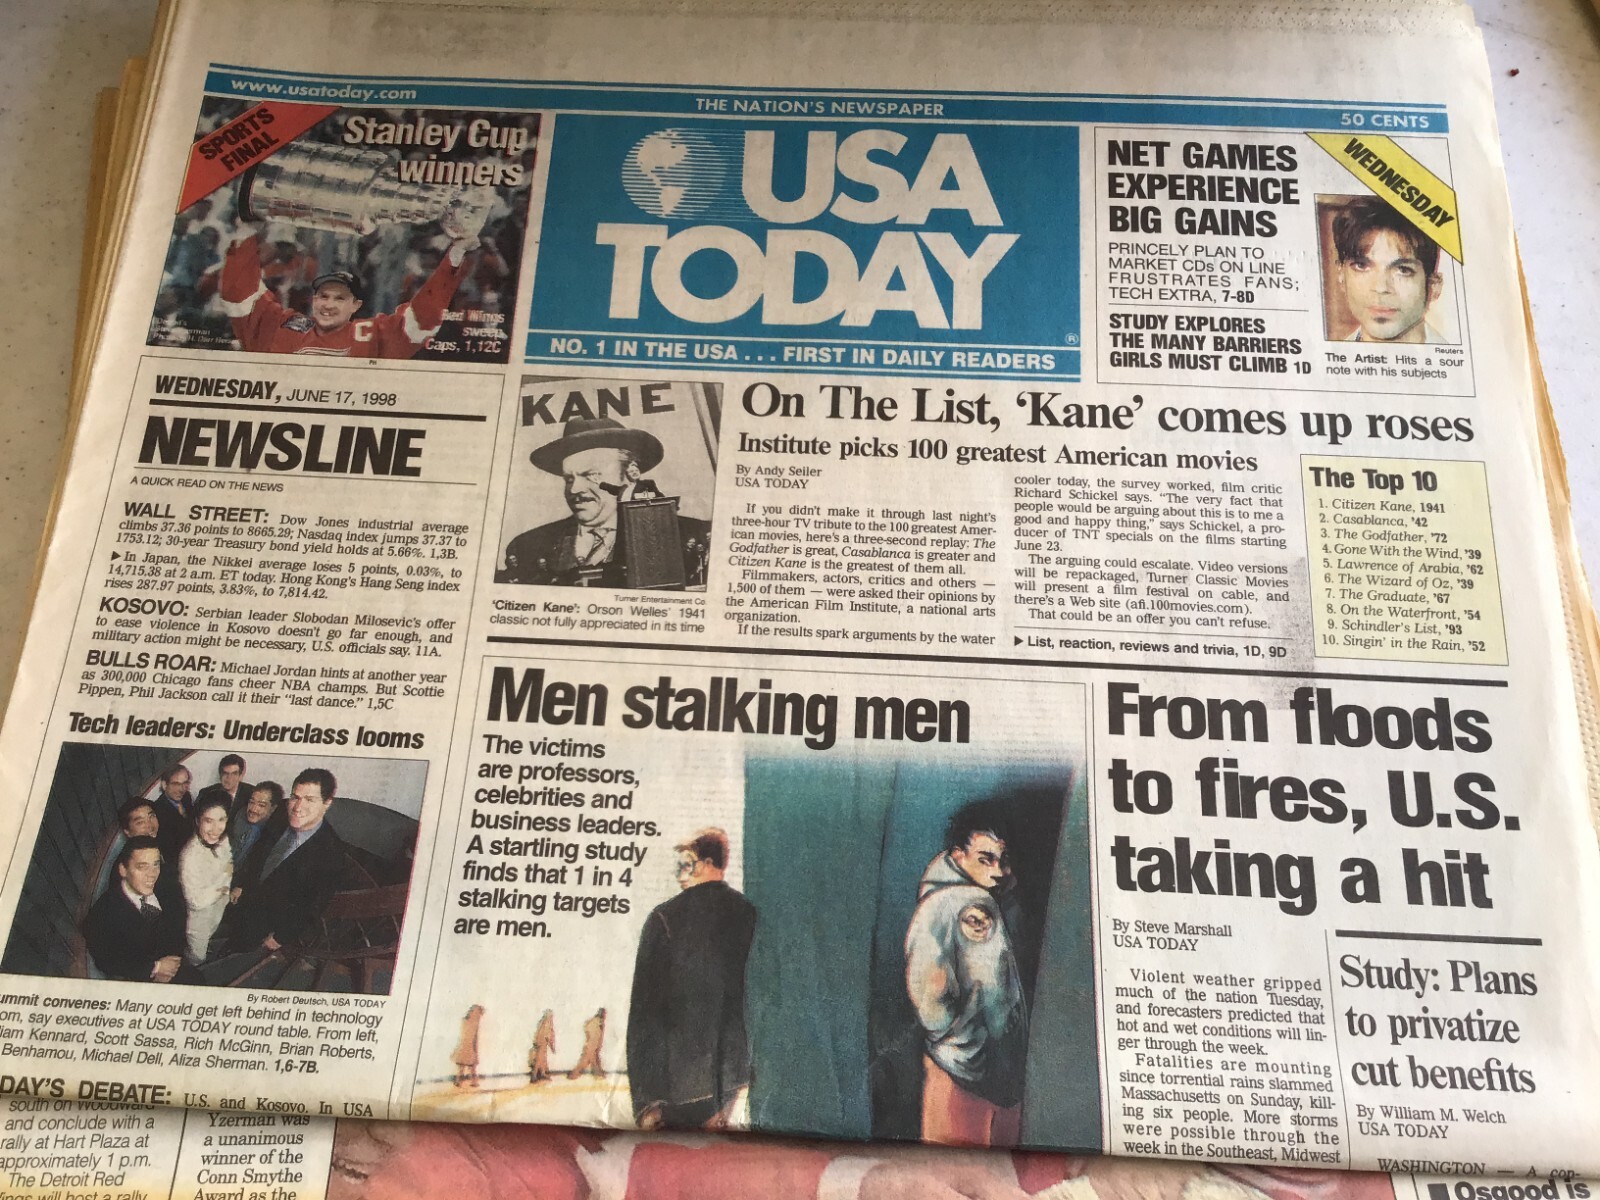 www.usatoday.com
THE NATION'S NEWSPAPER
50 CENTS
SPORTS
FINAL
Stanley Cup
winners
Red Wings
sweep
Caps, 1,12C
USA
TODAY
®
NO. 1 IN THE USA . . . FIRST IN DAILY READERS
NET GAMES
EXPERIENCE
BIG GAINS
PRINCELY PLAN TO
MARKET CDs ON LINE
FRUSTRATES FANS;
TECH EXTRA, 7-8D
STUDY EXPLORES
THE MANY BARRIERS
GIRLS MUST CLIMB 1D
WEDNESDAY
Reuters
The Artist: Hits a sour
note with his subjects
WEDNESDAY, JUNE 17, 1998
NEWSLINE
A QUICK READ ON THE NEWS
WALL STREET: Dow Jones industrial average
climbs 37.36 points to 8665.29; Nasdaq index jumps 37.37 to
1753.12; 30-year Treasury bond yield holds at 5.66%. 1,3B.
▶ In Japan, the Nikkei average loses 5 points, 0.03%, to
14,715.38 at 2 a.m. ET today. Hong Kong's Hang Seng index
rises 287.97 points, 3.83%, to 7,814.42.
KOSOVO: Serbian leader Slobodan Milosevic's offer
to ease violence in Kosovo doesn't go far enough, and
military action might be necessary, U.S. officials say. 11A.
BULLS ROAR: Michael Jordan hints at another year
as 300,000 Chicago fans cheer NBA champs. But Scottie
Pippen, Phil Jackson call it their "last dance." 1,5C
Tech leaders: Underclass looms
By Robert Deutsch, USA TODAY
ummit convenes: Many could get left behind in technology
om, say executives at USA TODAY round table. From left,
iam Kennard, Scott Sassa, Rich McGinn, Brian Roberts,
Benhamou, Michael Dell, Aliza Sherman. 1,6-7B.
DAY'S DEBATE: U.S. and Kosovo. In USA
KANE
Turner Entertainment Co.
'Citizen Kane': Orson Welles' 1941
classic not fully appreciated in its time
On The List, 'Kane' comes up roses
Institute picks 100 greatest American movies
By Andy Seiler
USA TODAY
If you didn't make it through last night's
three-hour TV tribute to the 100 greatest Amer-
ican movies, here's a three-second replay: The
Godfather is great, Casablanca is greater and
Citizen Kane is the greatest of them all.
Filmmakers, actors, critics and others —
1,500 of them — were asked their opinions by
the American Film Institute, a national arts
organization.
If the results spark arguments by the water
cooler today, the survey worked, film critic
Richard Schickel says. "The very fact that
people would be arguing about this is to me a
good and happy thing," says Schickel, a pro-
ducer of TNT specials on the films starting
June 23.
The arguing could escalate. Video versions
will be repackaged, Turner Classic Movies
will present a film festival on cable, and
there's a Web site (afi.100movies.com).
That could be an offer you can't refuse.
▶ List, reaction, reviews and trivia, 1D, 9D
The Top 10
1. Citizen Kane, 1941
2. Casablanca, '42
3. The Godfather, '72
4. Gone With the Wind, '39
5. Lawrence of Arabia, '62
6. The Wizard of Oz, '39
7. The Graduate, '67
8. On the Waterfront, '54
9. Schindler's List, '93
10. Singin' in the Rain, '52
Men stalking men
The victims
are professors,
celebrities and
business leaders.
A startling study
finds that 1 in 4
stalking targets
are men.
From floods
to fires, U.S.
taking a hit
By Steve Marshall
USA TODAY
Violent weather gripped
much of the nation Tuesday,
and forecasters predicted that
hot and wet conditions will lin-
ger through the week.
Fatalities are mounting
since torrential rains slammed
Massachusetts on Sunday, kill-
ing six people. More storms
were possible through the
week in the Southeast, Midwest
Study: Plans
to privatize
cut benefits
By William M. Welch
USA TODAY
WASHINGTON — A con-
south on Woodward
and conclude with a
rally at Hart Plaza at
approximately 1 p.m.
The Detroit Red
ings will host a rally
Yzerman was
a unanimous
winner of the
Conn Smythe
Award as the
Osgood is